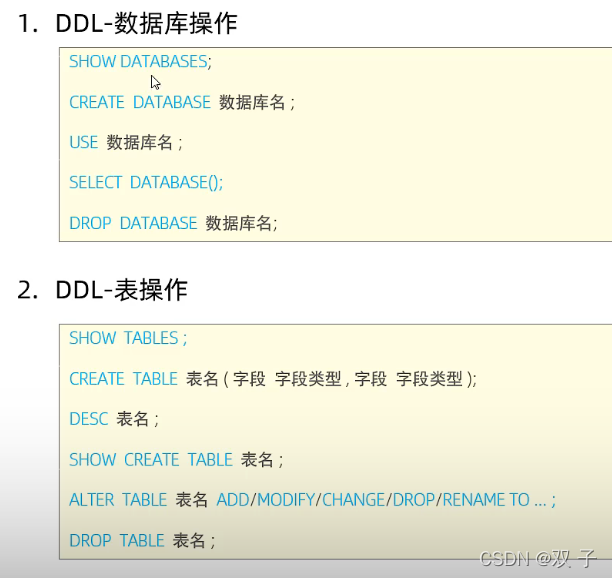 1. DDL-数据库操作
SHOW DATABASES;
CREATE DATABASE 数据库名 ;
USE 数据库名 ;
SELECT DATABASE();
DROP DATABASE 数据库名;
2. DDL-表操作
SHOW TABLES ;
CREATE TABLE 表名 ( 字段 字段类型 , 字段 字段类型 );
DESC 表名 ;
SHOW CREATE TABLE 表名 ;
ALTER TABLE 表名 ADD/MODIFY/CHANGE/DROP/RENAME TO ... ;
DROP TABLE 表名 ;
CSDN @双_子